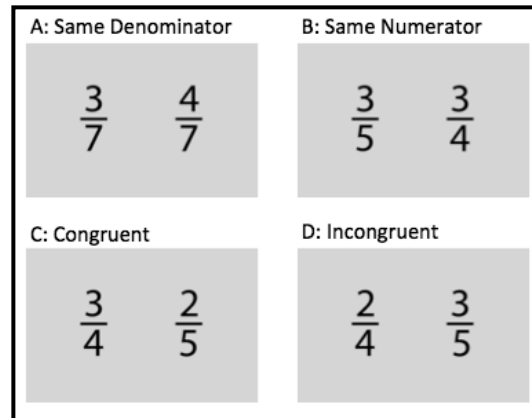 A: Same Denominator
3/7 4/7
B: Same Numerator
3/5 3/4
C: Congruent
3/4 2/5
D: Incongruent
2/4 3/5